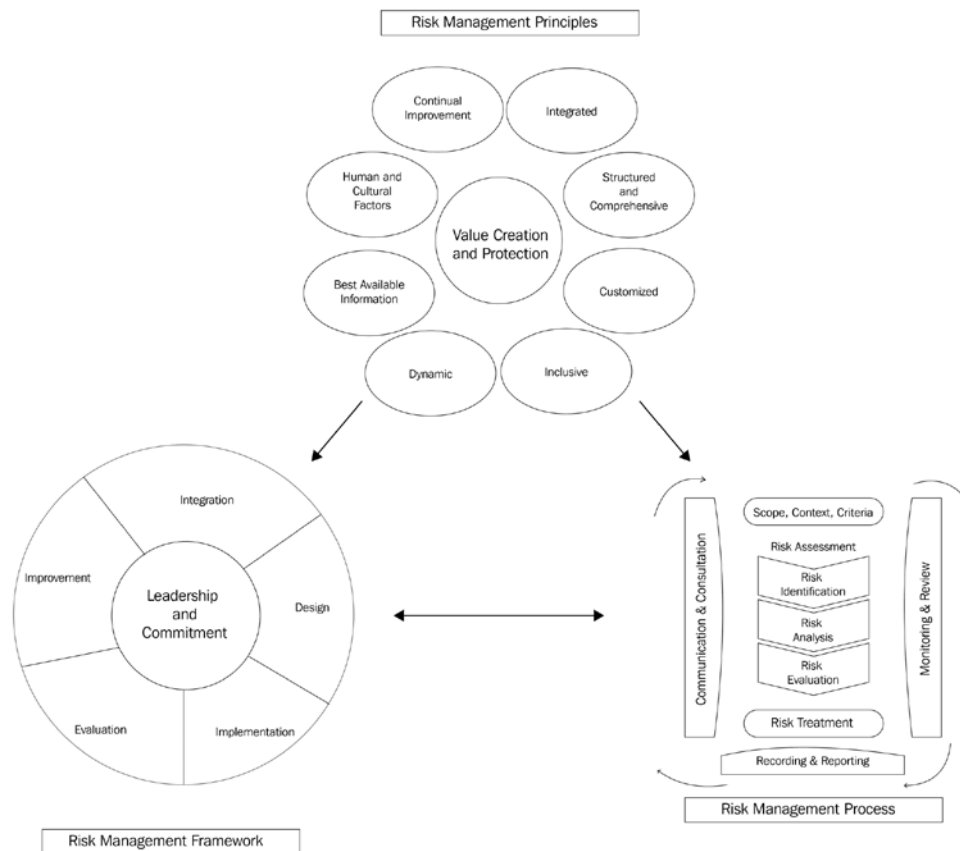 Risk Management Principles
Continual
Improvement
Integrated
Human and
Cultural
Factors
Structured
and
Comprehensive
Value Creation
and Protection
Best Available
Information
Customized
Dynamic
Inclusive
Integration
Improvement
Leadership
and
Commitment
Design
Evaluation
Implementation
Risk Management Framework
Communication & Consultation
Scope, Context, Criteria
Risk Assessment
Risk
Identification
Risk
Analysis
Risk
Evaluation
Risk Treatment
Monitoring & Review
Recording & Reporting
Risk Management Process